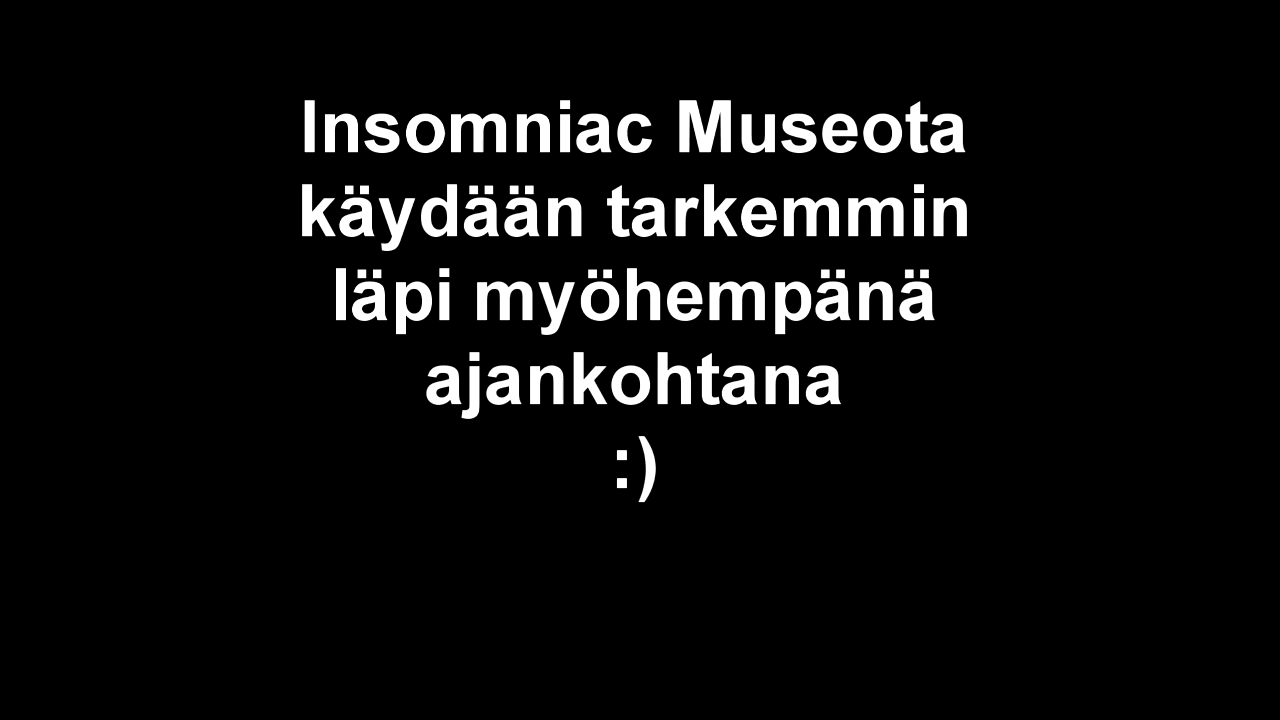 Insomniac Museota
käydään tarkemmin
läpi myöhempänä
ajankohtana
:)